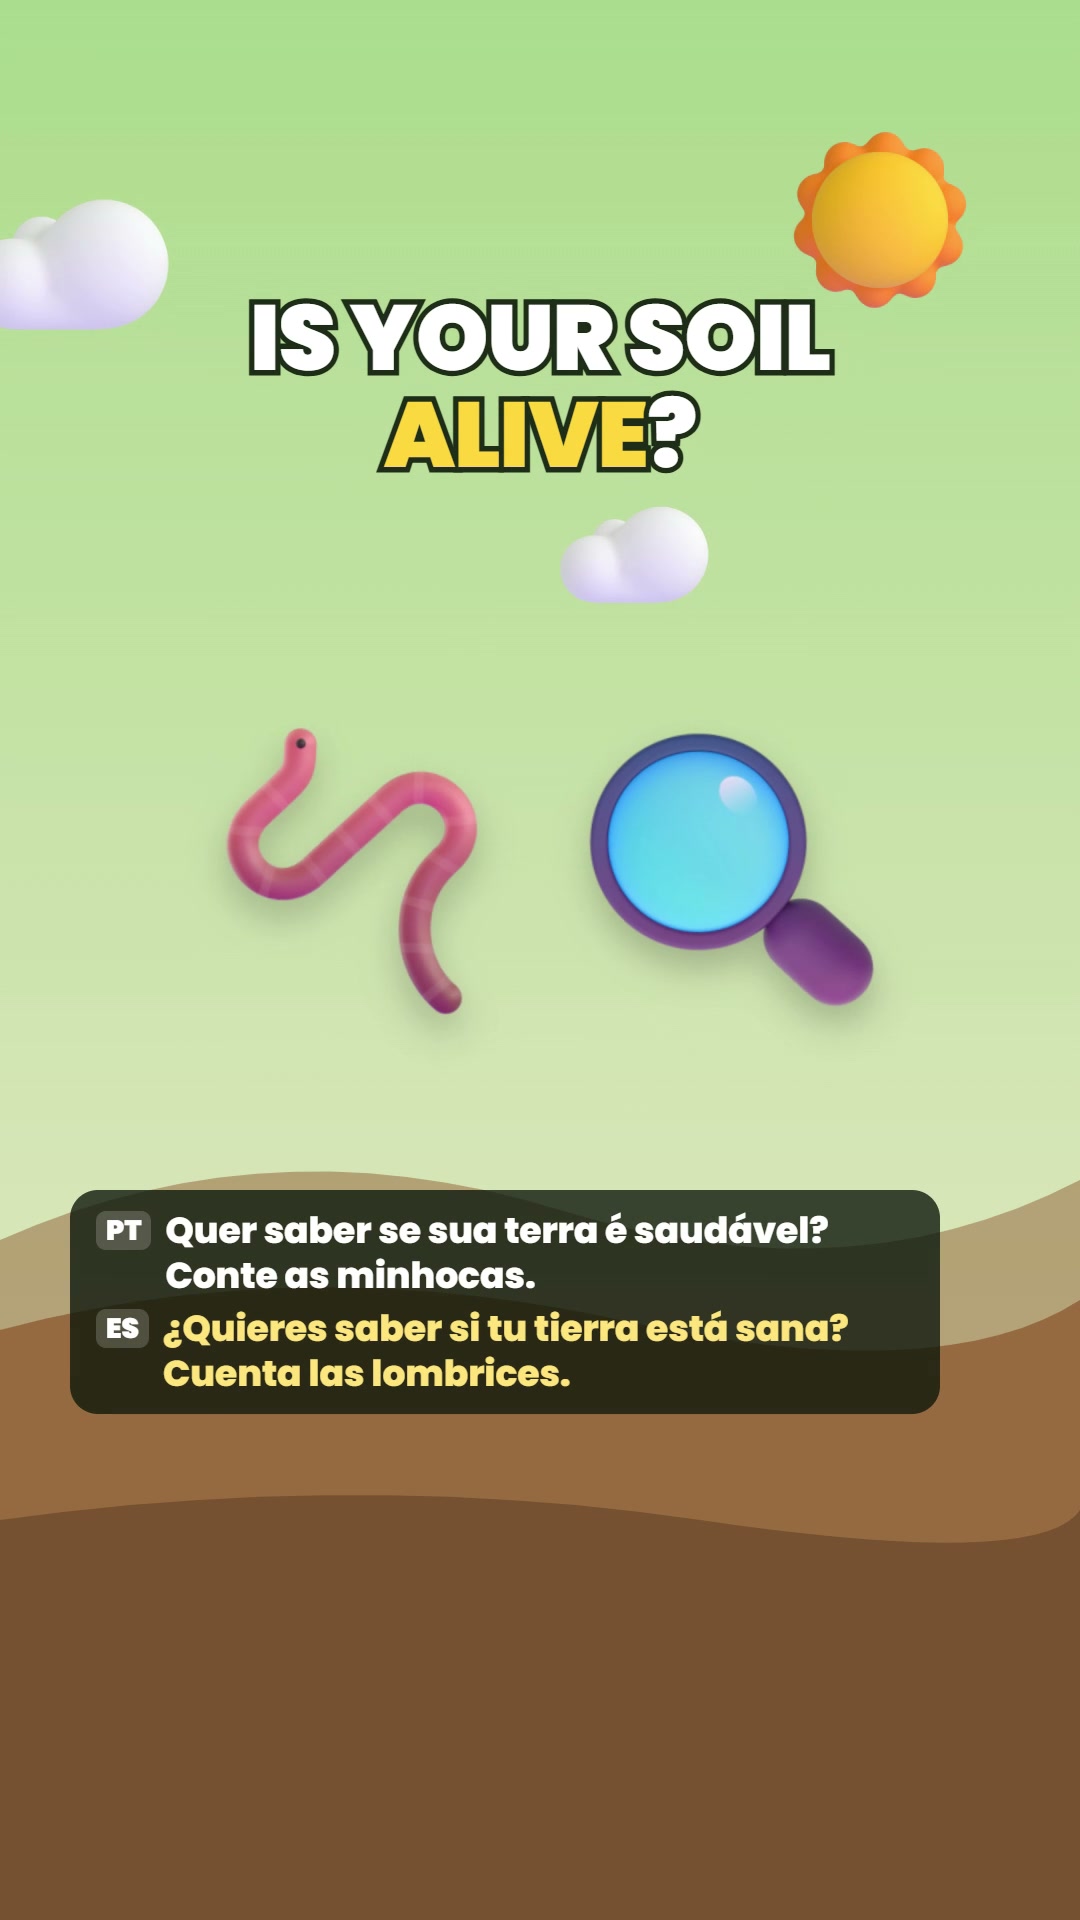 IS YOUR SOIL
ALIVE?
PT Quer saber se sua terra é saudável?
Conte as minhocas.
ES ¿Quieres saber si tu tierra está sana?
Cuenta las lombrices.